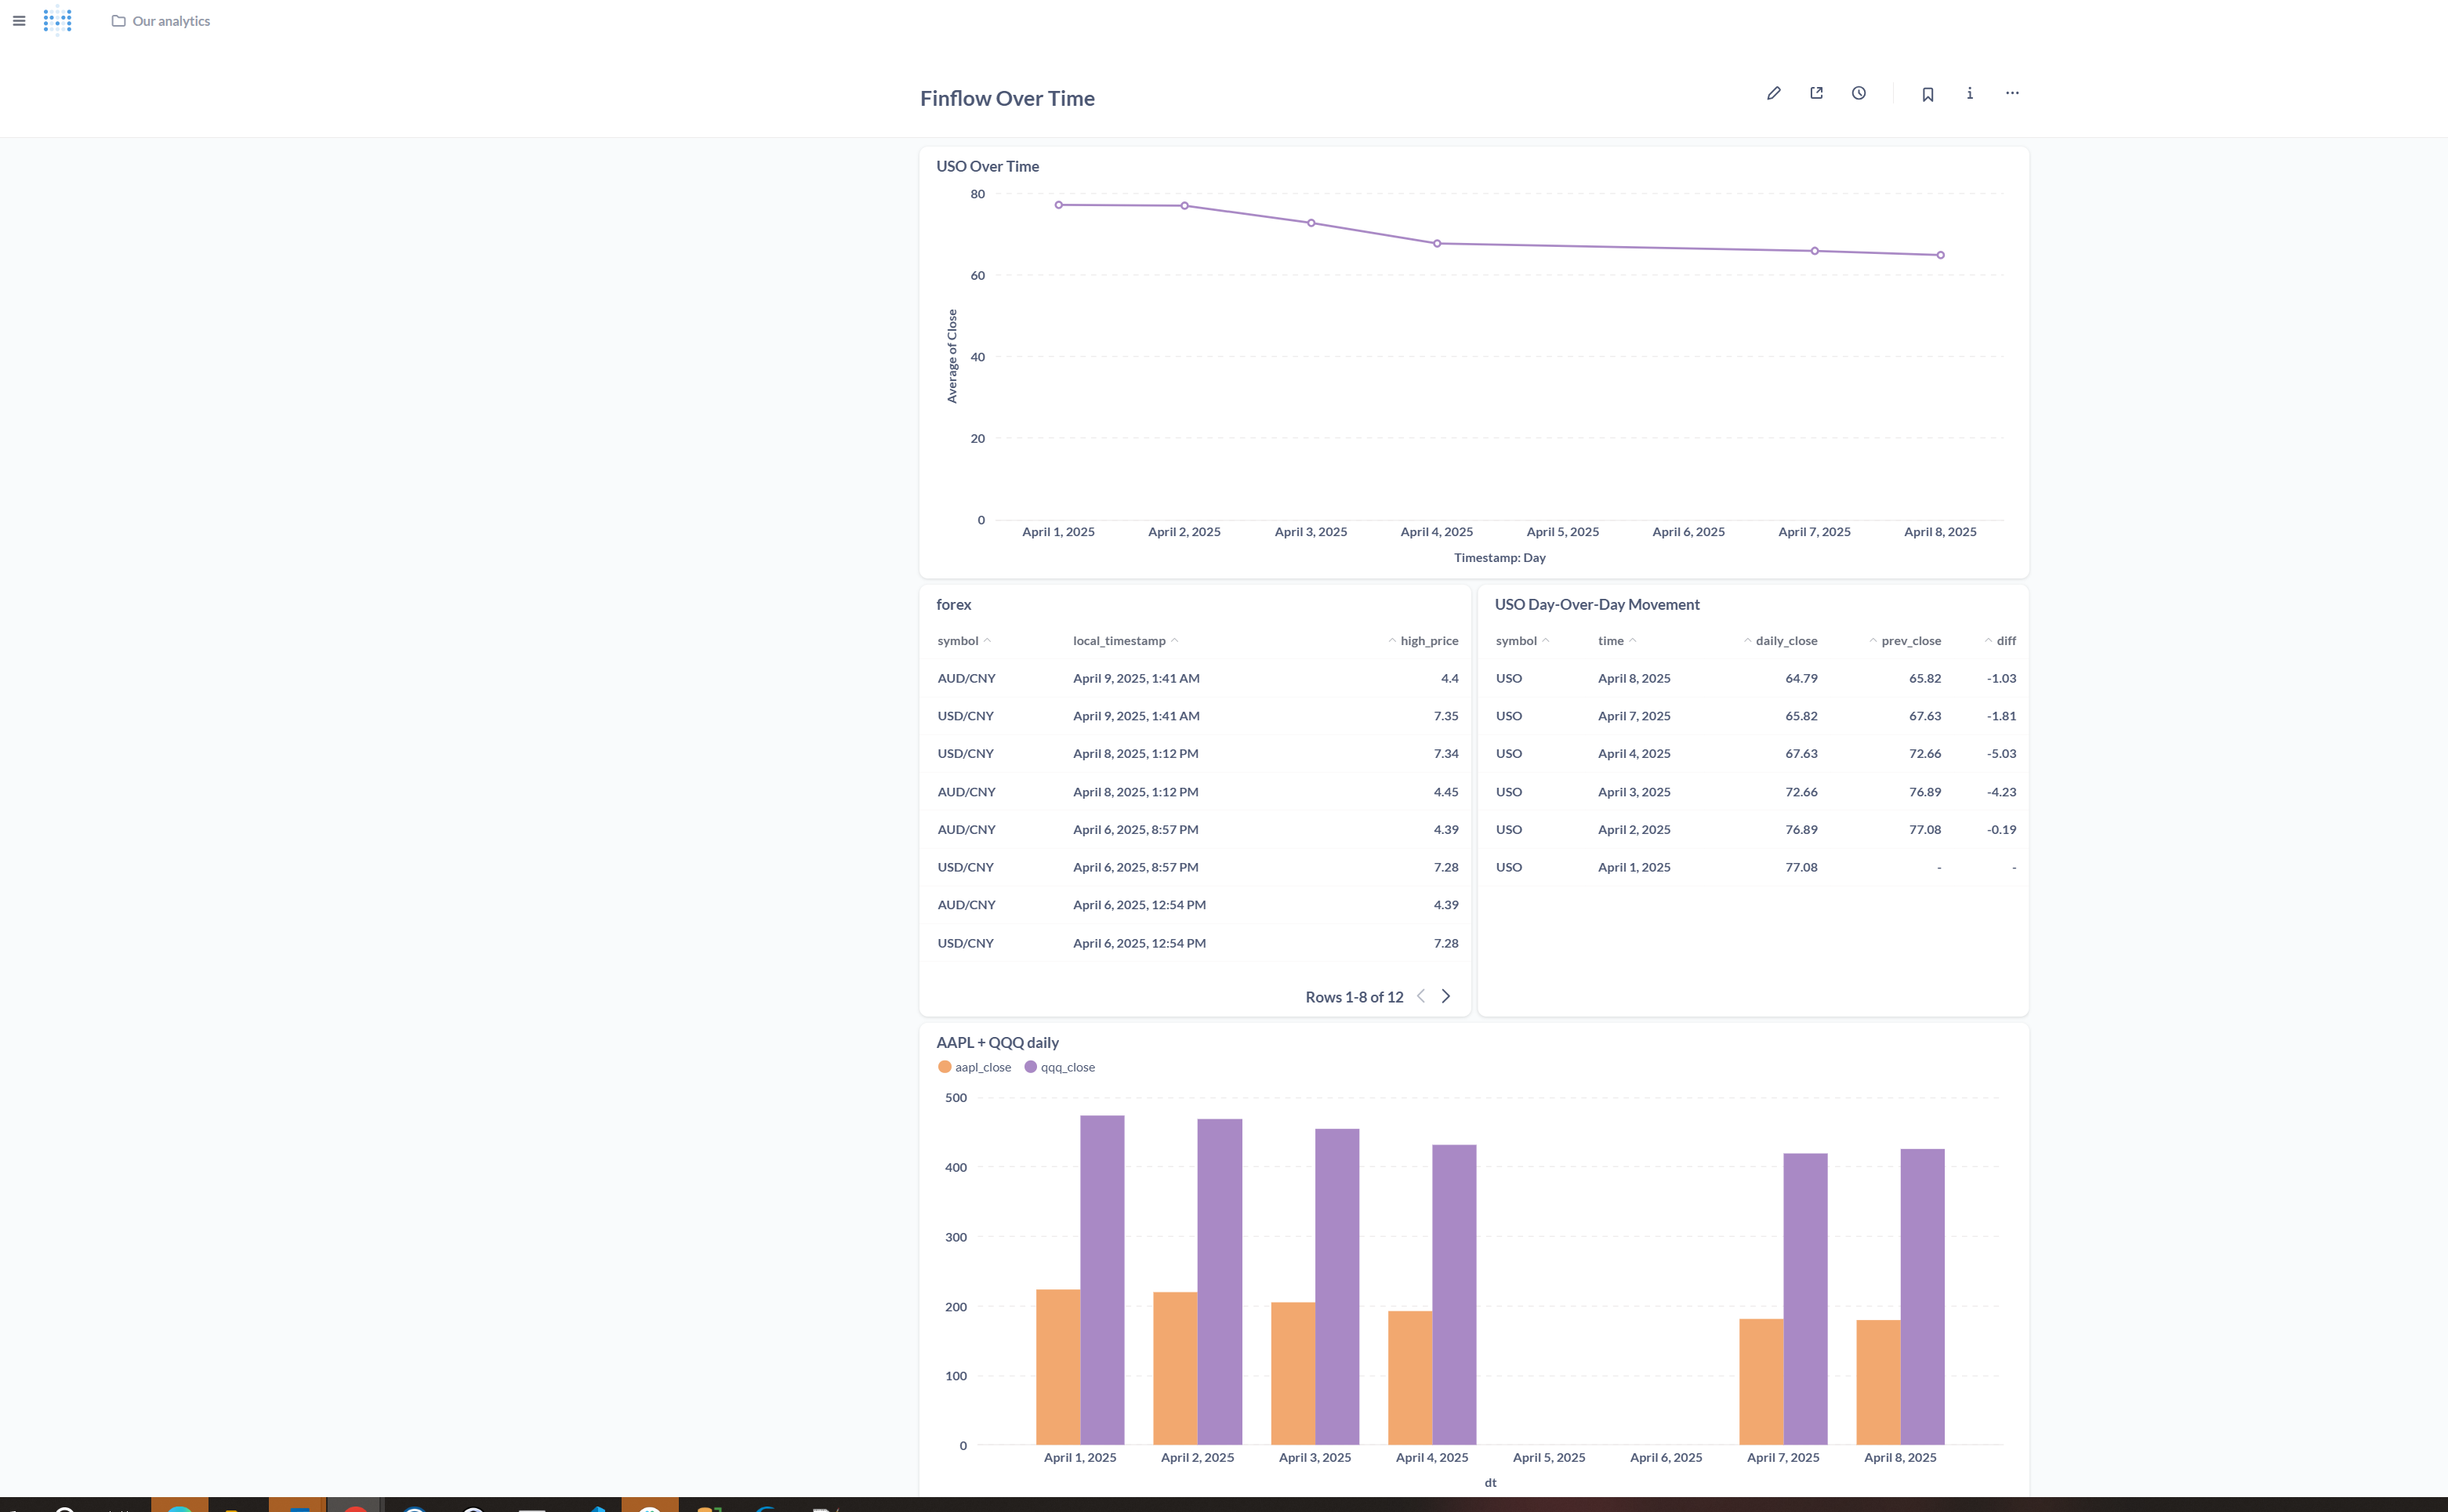 Our analytics
Finflow Over Time
USO Over Time
80
60
40
20
0
Average of Close
April 1, 2025 April 2, 2025 April 3, 2025 April 4, 2025 April 5, 2025 April 6, 2025 April 7, 2025 April 8, 2025
Timestamp: Day
forex
symbol local_timestamp high_price
AUD/CNY April 9, 2025, 1:41 AM 4.4
USD/CNY April 9, 2025, 1:41 AM 7.35
USD/CNY April 8, 2025, 1:12 PM 7.34
AUD/CNY April 8, 2025, 1:12 PM 4.45
AUD/CNY April 6, 2025, 8:57 PM 4.39
USD/CNY April 6, 2025, 8:57 PM 7.28
AUD/CNY April 6, 2025, 12:54 PM 4.39
USD/CNY April 6, 2025, 12:54 PM 7.28
Rows 1-8 of 12
USO Day-Over-Day Movement
symbol time daily_close prev_close diff
USO April 8, 2025 64.79 65.82 -1.03
USO April 7, 2025 65.82 67.63 -1.81
USO April 4, 2025 67.63 72.66 -5.03
USO April 3, 2025 72.66 76.89 -4.23
USO April 2, 2025 76.89 77.08 -0.19
USO April 1, 2025 77.08 - -
AAPL + QQQ daily
aapl_close qqq_close
500
400
300
200
100
0
April 1, 2025 April 2, 2025 April 3, 2025 April 4, 2025 April 5, 2025 April 6, 2025 April 7, 2025 April 8, 2025
dt